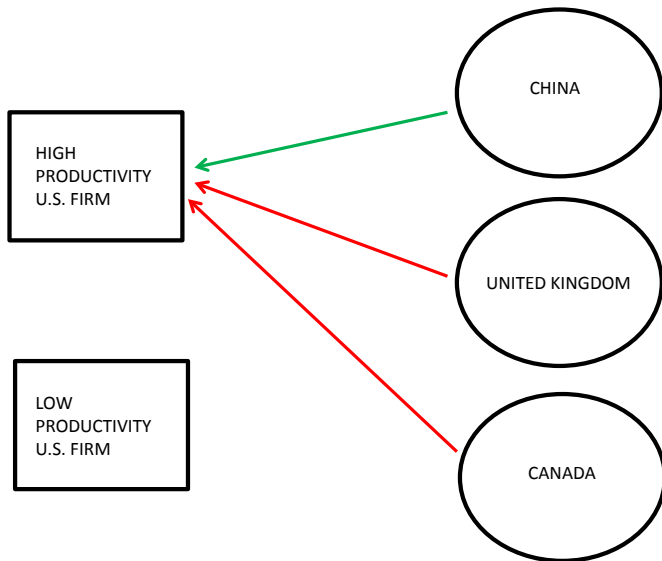 HIGH
PRODUCTIVITY
U.S. FIRM
LOW
PRODUCTIVITY
U.S. FIRM
CHINA
UNITED KINGDOM
CANADA